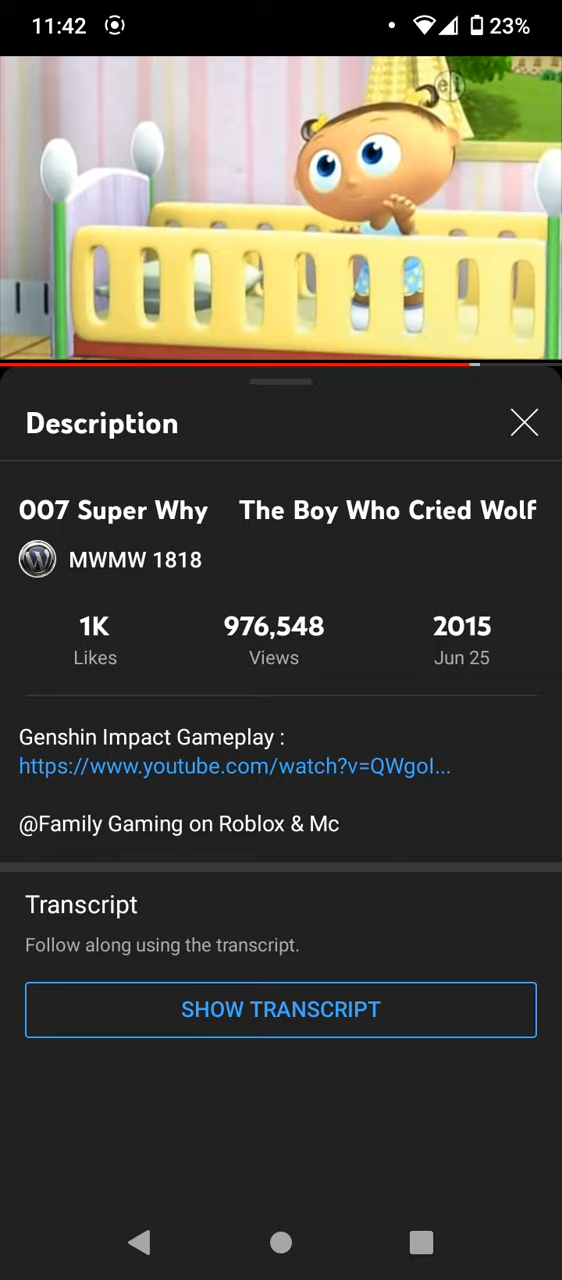 11:42 23%
e/i
Description
007 Super Why The Boy Who Cried Wolf
MWMW 1818
1K 976,548 2015
Likes Views Jun 25
Genshin Impact Gameplay :
https://www.youtube.com/watch?v=QWgoI...
@Family Gaming on Roblox & Mc
Transcript
Follow along using the transcript.
SHOW TRANSCRIPT